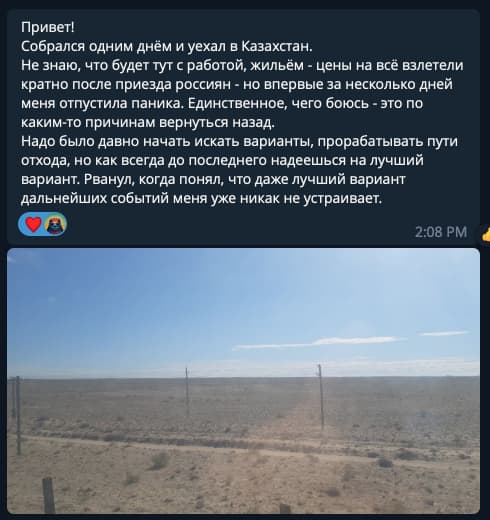 Привет!
Собрался одним днём и уехал в Казахстан.
Не знаю, что будет тут с работой, жильём - цены на всё взлетели
кратно после приезда россиян - но впервые за несколько дней
меня отпустила паника. Единственное, чего боюсь - это по
каким-то причинам вернуться назад.
Надо было давно начать искать варианты, прорабатывать пути
отхода, но как всегда до последнего надеешься на лучший
вариант. Рванул, когда понял, что даже лучший вариант
дальнейших событий меня уже никак не устраивает.
2:08 PM